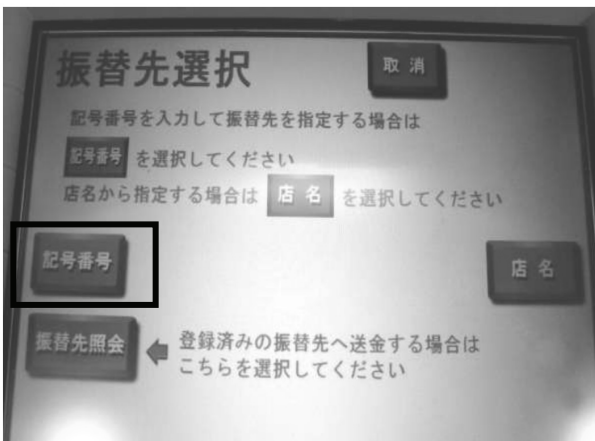 振替先選択
取消
記号番号を入力して振替先を指定する場合は
記号番号 を選択してください
店名から指定する場合は 店名 を選択してください
記号番号
店名
振替先照会
登録済みの振替先へ送金する場合は
こちらを選択してください